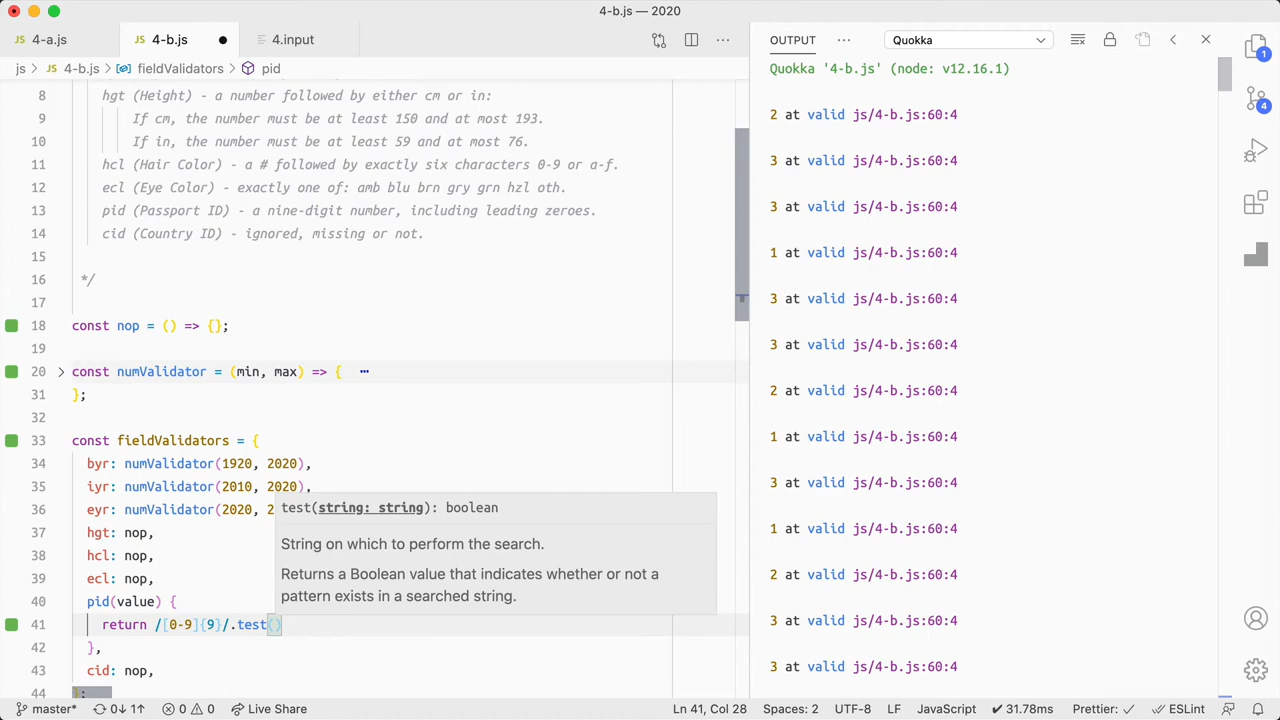 4-b.js — 2020
JS 4-a.js
JS 4-b.js
4.input
OUTPUT
Quokka
js > JS 4-b.js > fieldValidators > pid
8 hgt (Height) - a number followed by either cm or in:
9 If cm, the number must be at least 150 and at most 193.
10 If in, the number must be at least 59 and at most 76.
11 hcl (Hair Color) - a # followed by exactly six characters 0-9 or a-f.
12 ecl (Eye Color) - exactly one of: amb blu brn gry grn hzl oth.
13 pid (Passport ID) - a nine-digit number, including leading zeroes.
14 cid (Country ID) - ignored, missing or not.
15
16 */
17
18 const nop = () => {};
19
20 const numValidator = (min, max) => { ⋯
31 };
32
33 const fieldValidators = {
34 byr: numValidator(1920, 2020),
35 iyr: numValidator(2010, 2020),
36 eyr: numValidator(2020, 2
37 hgt: nop,
38 hcl: nop,
39 ecl: nop,
40 pid(value) {
41 return /[0-9]{9}/.test()
42 },
43 cid: nop,
44 };
test(string: string): boolean
String on which to perform the search.
Returns a Boolean value that indicates whether or not a
pattern exists in a searched string.
Quokka '4-b.js' (node: v12.16.1)
2 at valid js/4-b.js:60:4
3 at valid js/4-b.js:60:4
3 at valid js/4-b.js:60:4
1 at valid js/4-b.js:60:4
3 at valid js/4-b.js:60:4
3 at valid js/4-b.js:60:4
2 at valid js/4-b.js:60:4
1 at valid js/4-b.js:60:4
3 at valid js/4-b.js:60:4
1 at valid js/4-b.js:60:4
2 at valid js/4-b.js:60:4
3 at valid js/4-b.js:60:4
3 at valid js/4-b.js:60:4
1
4
master* 0↓ 1↑ 0 0 Live Share Ln 41, Col 28 Spaces: 2 UTF-8 LF JavaScript ✓ 31.78ms Prettier: ✓ ESLint